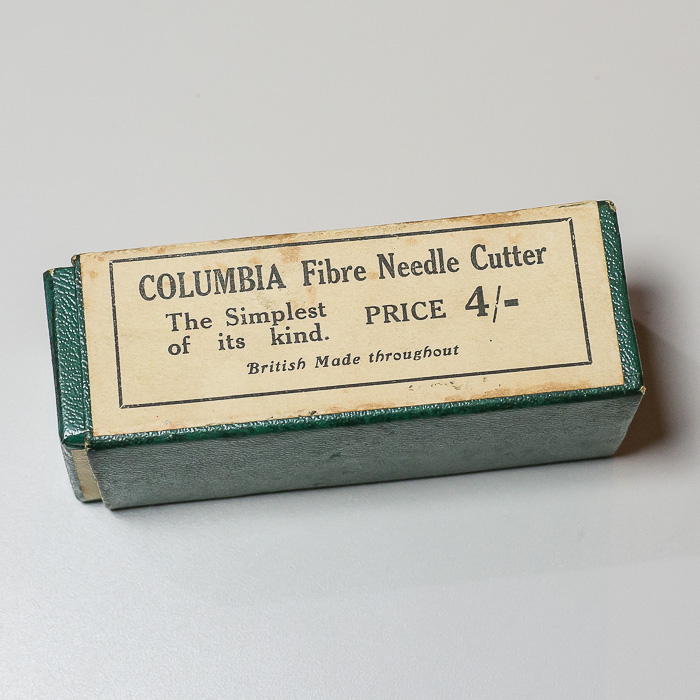 COLUMBIA Fibre Needle Cutter
The Simplest
of its kind.
PRICE 4/-
British Made throughout